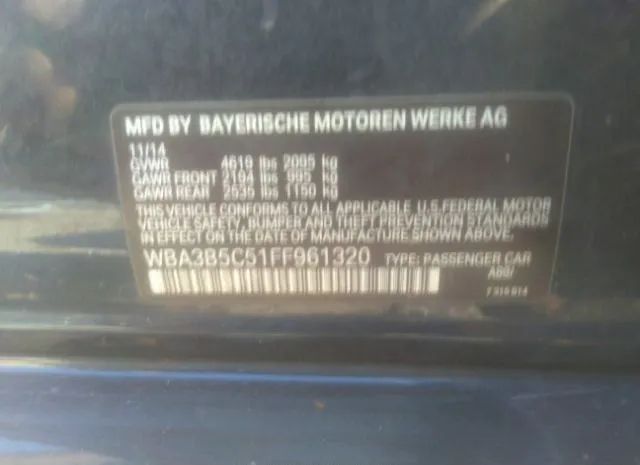 MFD BY BAYERISCHE MOTOREN WERKE AG
11/14
GVWR 4619 lbs 2095 kg
GAWR FRONT 2194 lbs 995 kg
GAWR REAR 2535 lbs 1150 kg
THIS VEHICLE CONFORMS TO ALL APPLICABLE U.S. FEDERAL MOTOR
VEHICLE SAFETY, BUMPER AND THEFT PREVENTION STANDARDS
IN EFFECT ON THE DATE OF MANUFACTURE SHOWN ABOVE.
WBA3B5C51FF961320 TYPE: PASSENGER CAR
A89/